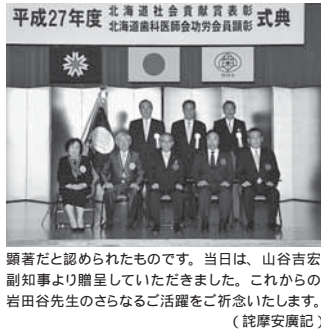 平成27年度 北海道社会貢献賞表彰 式典
北海道歯科医師会功労会員顕彰
顕著だと認められたものです。当日は、山谷吉宏
副知事より贈呈していただきました。これからの
岩田谷先生のさらなるご活躍をご祈念いたします。
（詫摩安廣記）